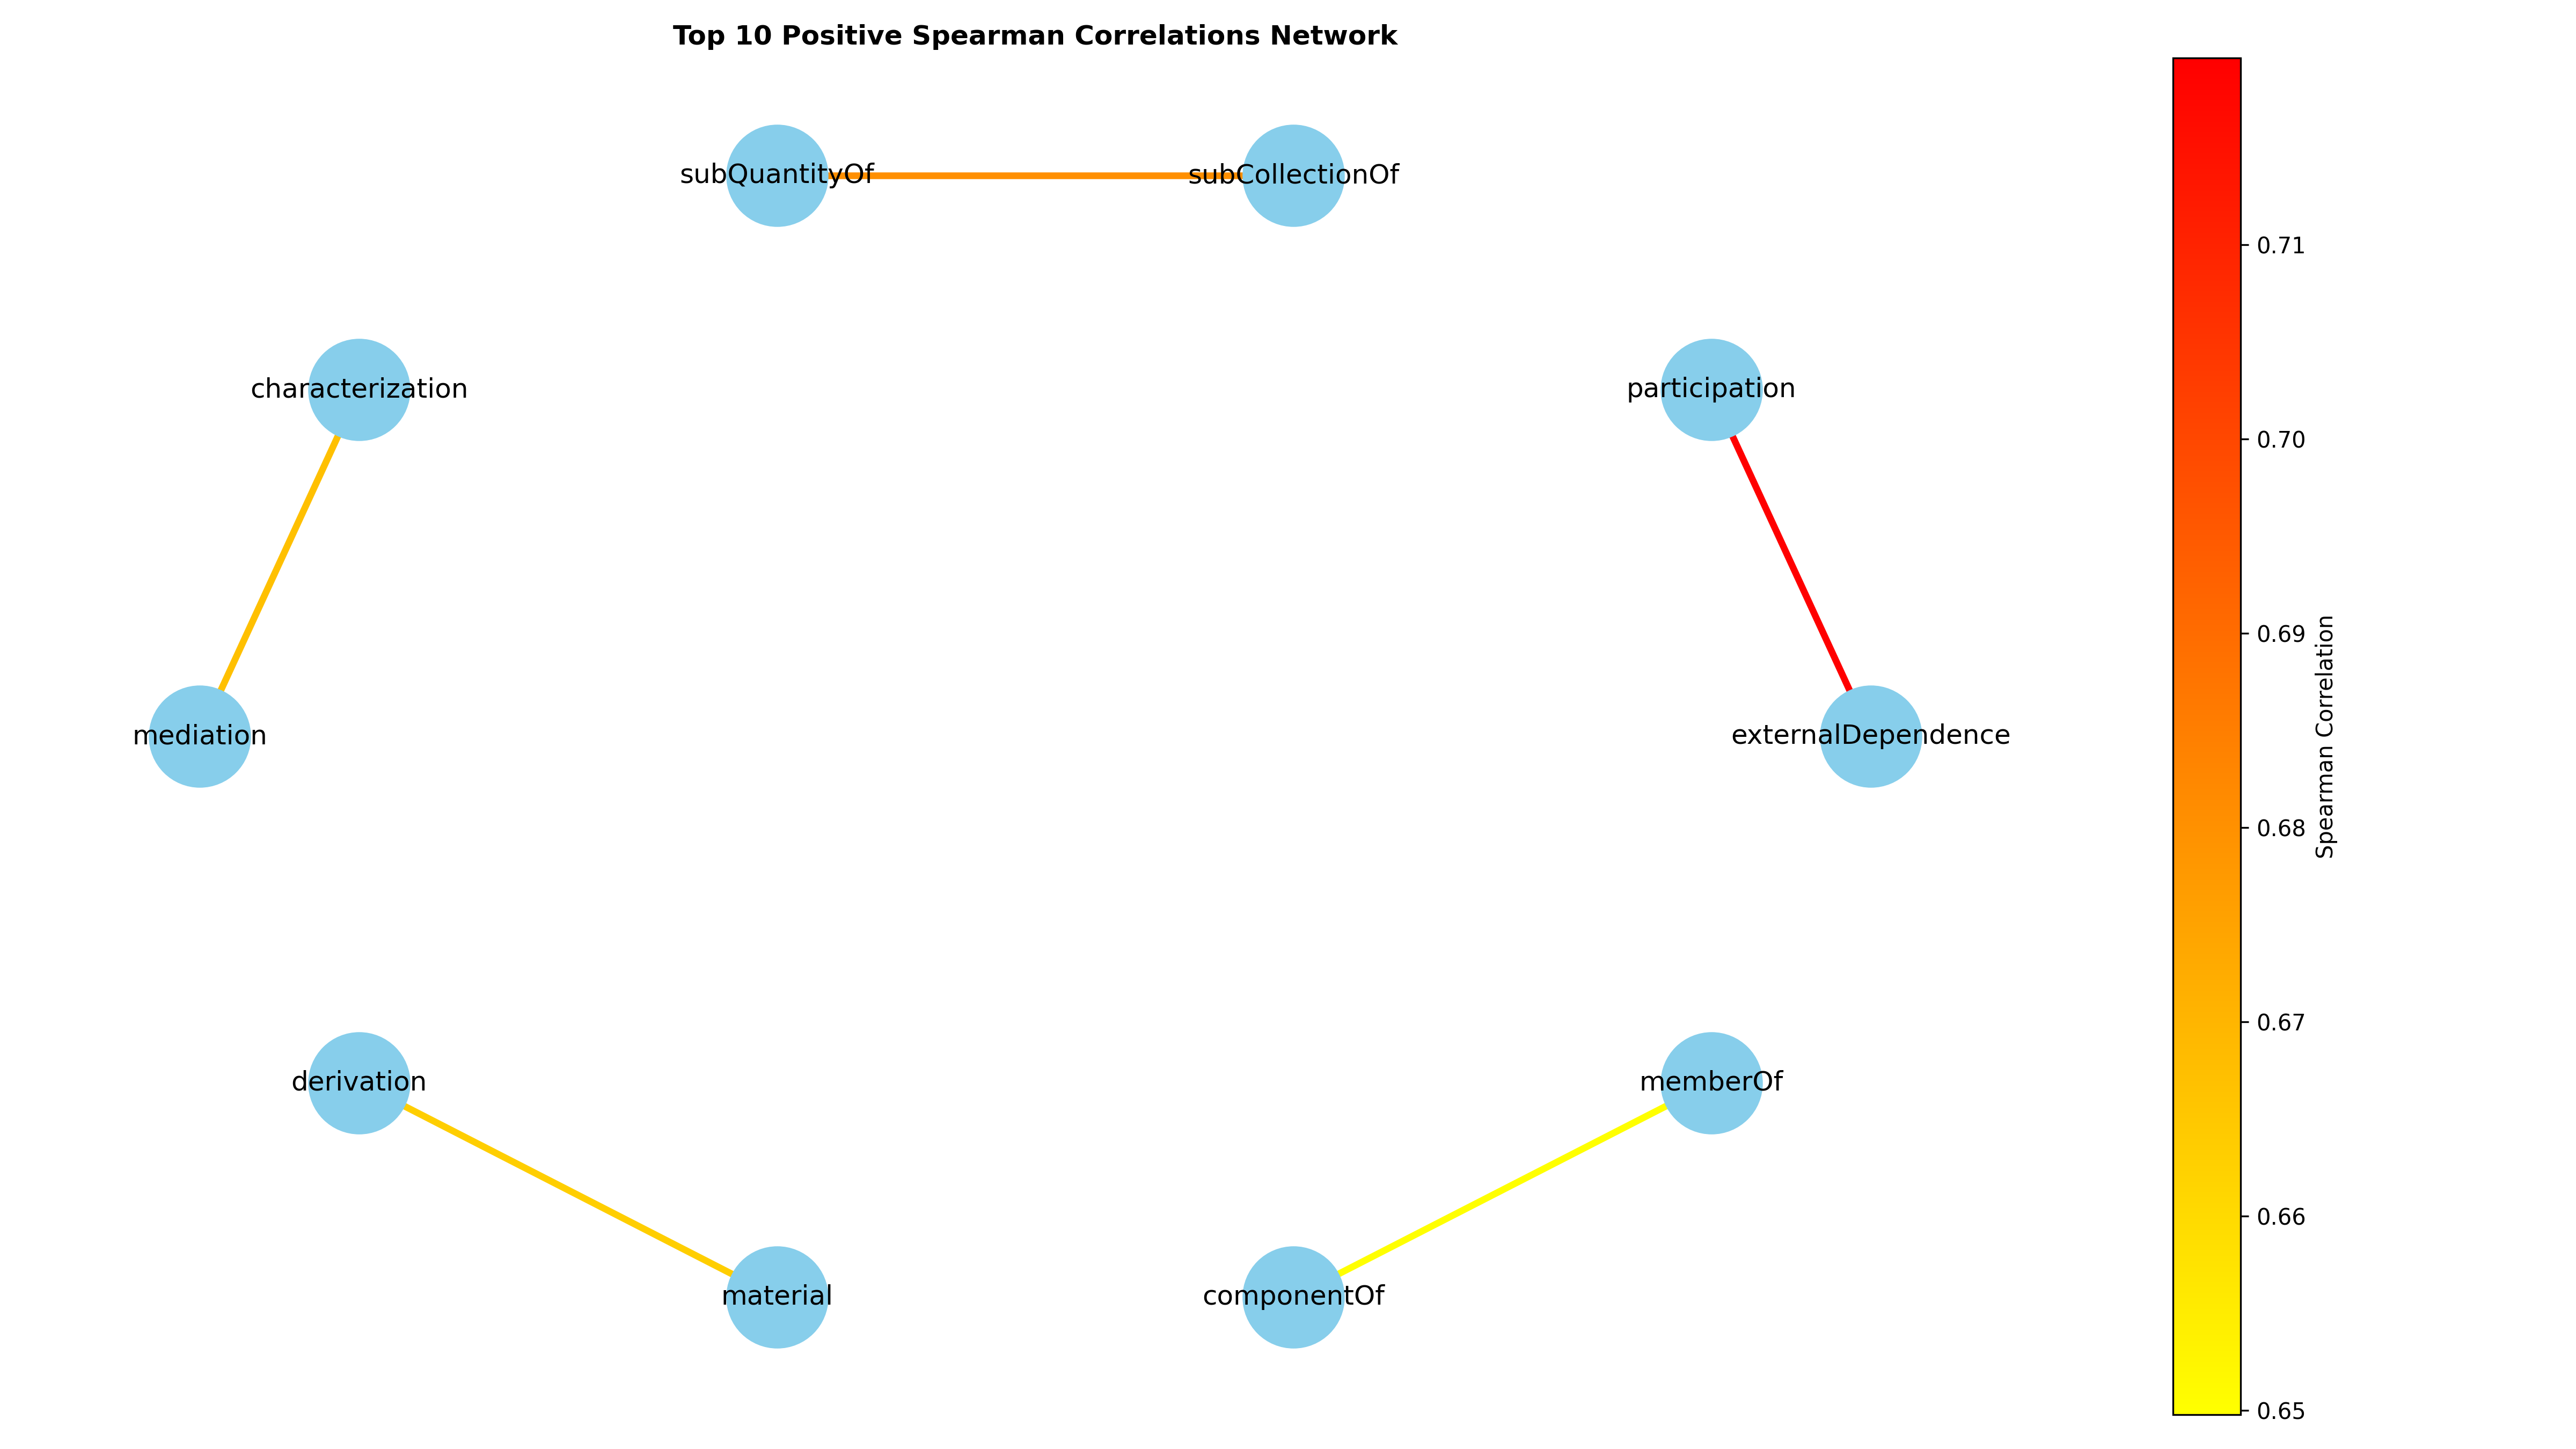 Top 10 Positive Spearman Correlations Network
subQuantityOf
subCollectionOf
characterization
participation
mediation
externalDependence
derivation
memberOf
material
componentOf
0.71
0.70
0.69
0.68
0.67
0.66
0.65
Spearman Correlation